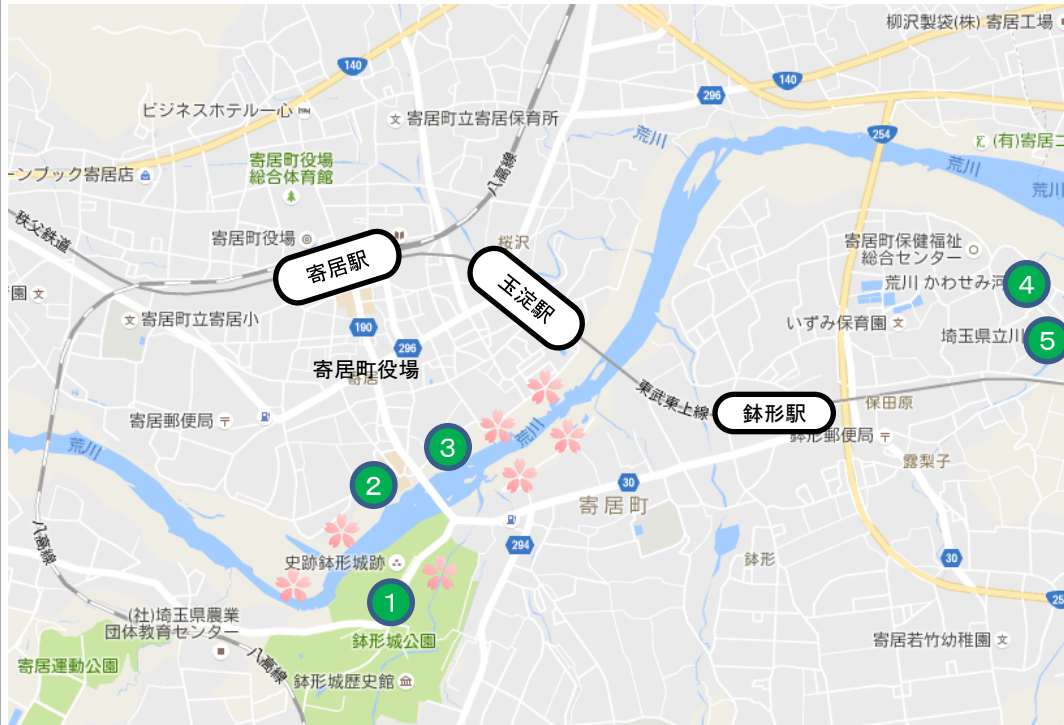 柳沢製袋(株) 寄居工場
140
140
296
ビジネスホテル一心
寄居町立寄居保育所
荒川
254
(有)寄居ニ
寄居町役場
総合体育館
八高線
荒川
ーンブック寄居店
荒川
秩父鉄道
寄居町役場
桜沢
寄居町保健福祉
総合センター
寄居駅
玉淀駅
荒川 かわせみ河
4
園
寄居町立寄居小
190
いずみ保育園
埼玉県立川
5
296
寄居町役場
寄居
東武東上線
鉢形駅
保田原
寄居郵便局
荒川
鉢形郵便局
荒川
3
露梨子
2
30
寄居町
294
八高線
史跡鉢形城跡
鉢形
30
1
25
(社)埼玉県農業
団体教育センター
鉢形城公園
寄居若竹幼稚園
寄居運動公園
八高線
鉢形城歴史館